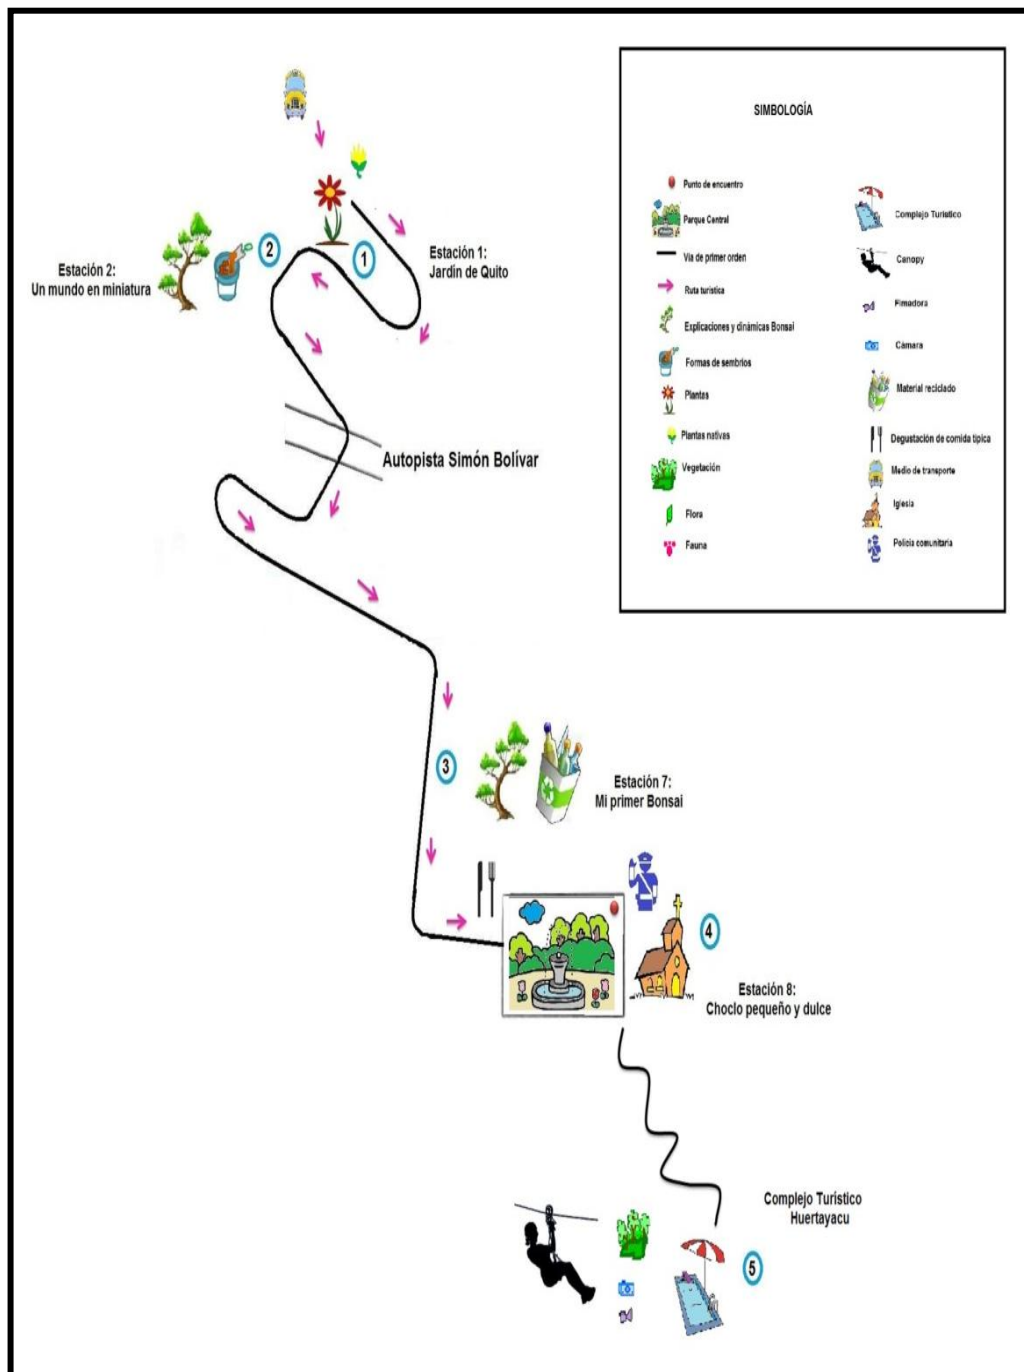 SIMBOLOGÍA
Punto de encuentro
Parque Central
Vía de primer orden
Ruta turística
Explicaciones y dinámicas Bonsai
Formas de sembríos
Plantas
Plantas nativas
Vegetación
Flora
Fauna
Complejo Turístico
Canopy
Fimadora
Cámara
Material reciclado
Degustación de comida típica
Medio de transporte
Iglesia
Policía comunitaria
1
Estación 1:
Jardín de Quito
2
Estación 2:
Un mundo en miniatura
Autopista Simón Bolívar
3
Estación 7:
Mi primer Bonsai
4
Estación 8:
Choclo pequeño y dulce
Complejo Turístico
Huertayacu
5